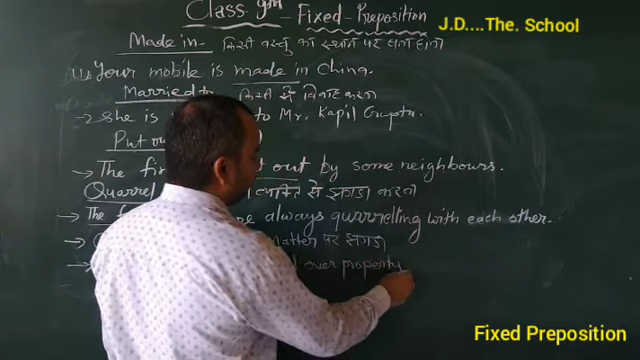 Class 9th - Fixed-Preposition
J.D....The. School
Made in- किसी वस्तु का स्थान पर बना होना
Your mobile is made in China.
Married to किसी से विवाह करना
She is to Mr. Kapil Gupta.
Put ou
The fir t out by some neighbours.
Quarrel व्यक्ति से झगड़ा करना
The f re always quarrelling with each other.
Matter पर झगड़ा
over property
Fixed Preposition